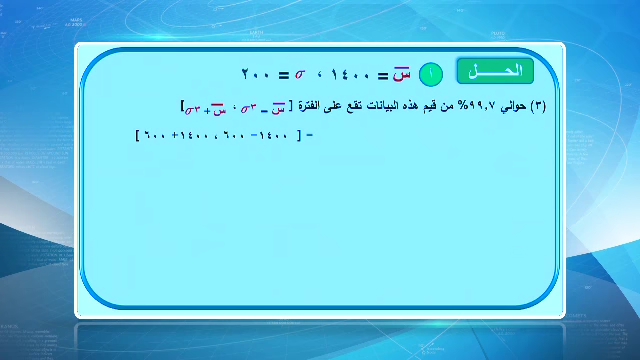 الحـــــل
١ س̅ = ١٤٠٠ ، σ = ٢٠٠
(٣) حوالي ٩٩,٧% من قيم هذه البيانات تقع على الفترة [ س̅ – ٣σ ، س̅ + ٣σ ]
= [ ١٤٠٠ – ٦٠٠ ، ١٤٠٠ + ٦٠٠ ]